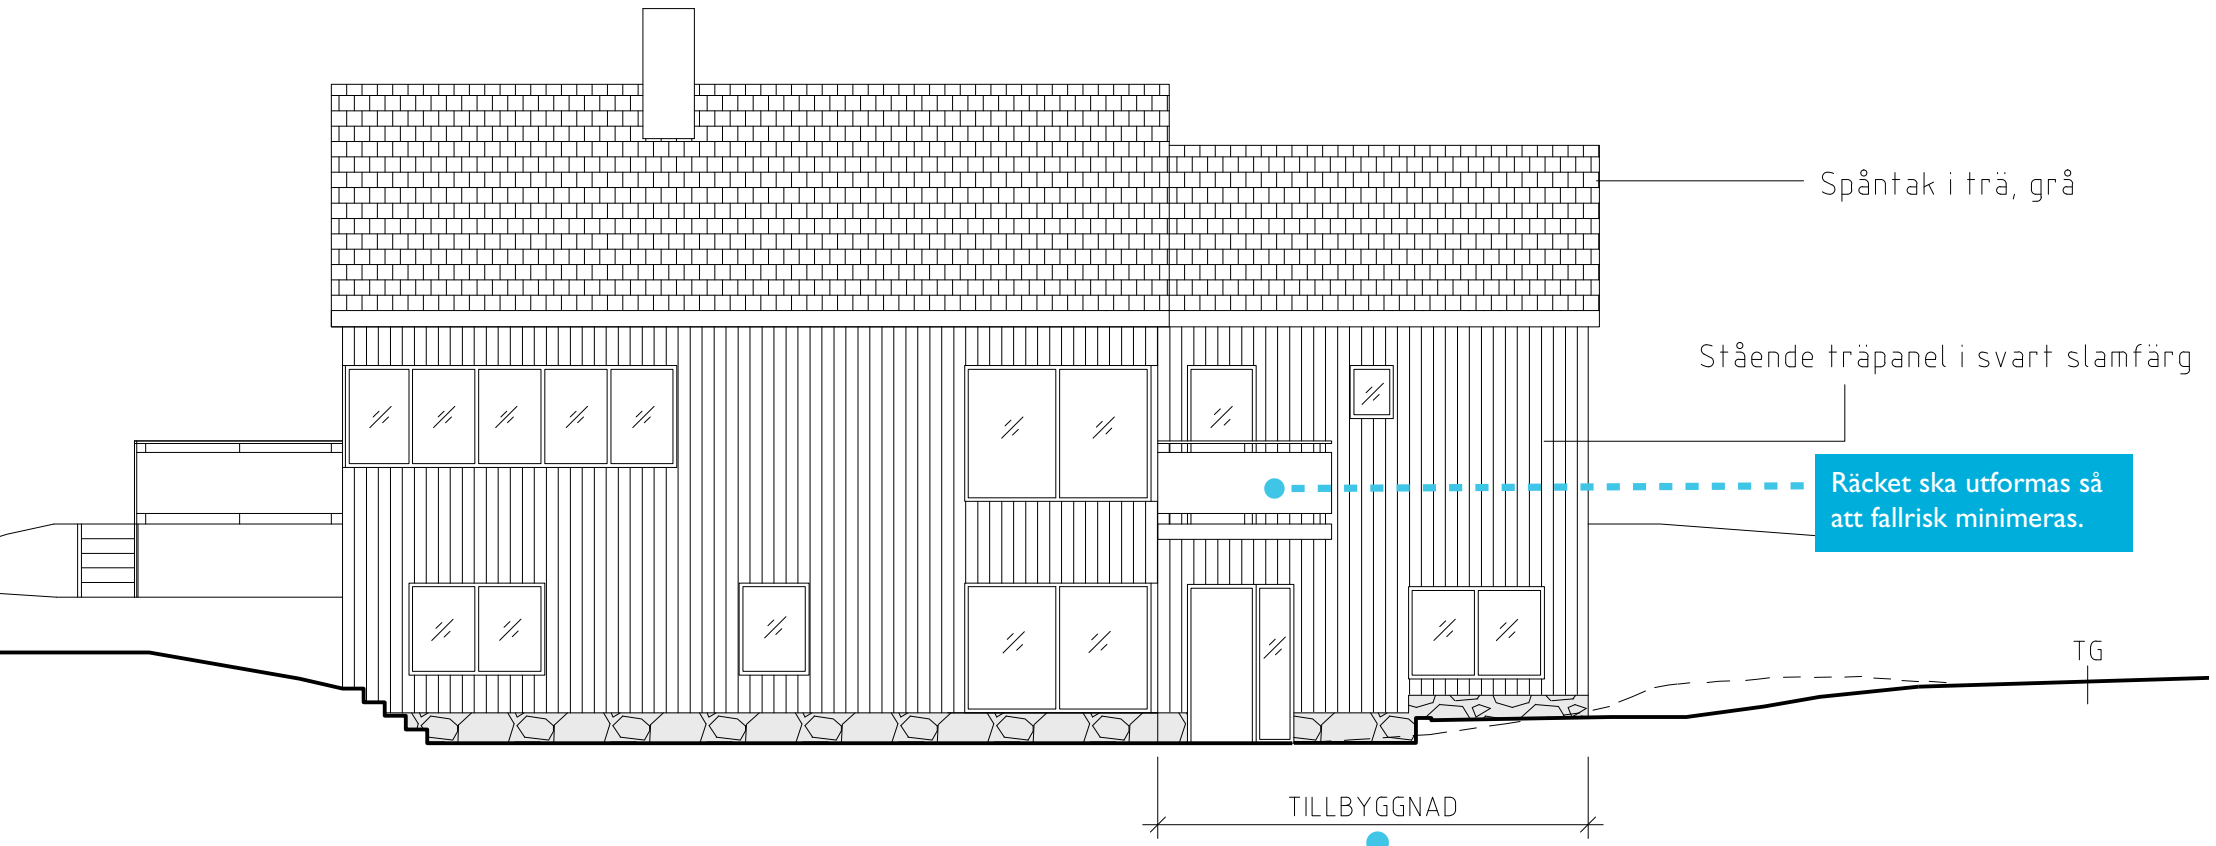 Spåntak i trä, grå
Stående träpanel i svart slamfärg
Räcket ska utformas så
att fallrisk minimeras.
TG
TILLBYGGNAD